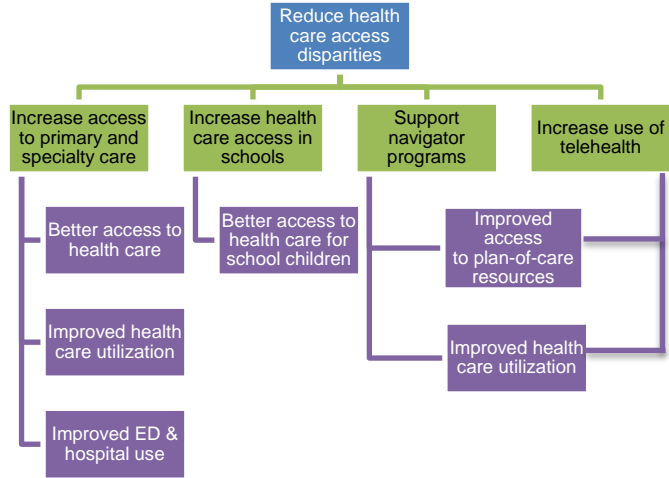 Reduce health
care access
disparities
Increase access
to primary and
specialty care
Increase health
care access in
schools
Support
navigator
programs
Increase use of
telehealth
Better access to
health care
Better access to
health care for
school children
Improved
access
to plan-of-care
resources
Improved health
care utilization
Improved health
care utilization
Improved ED &
hospital use